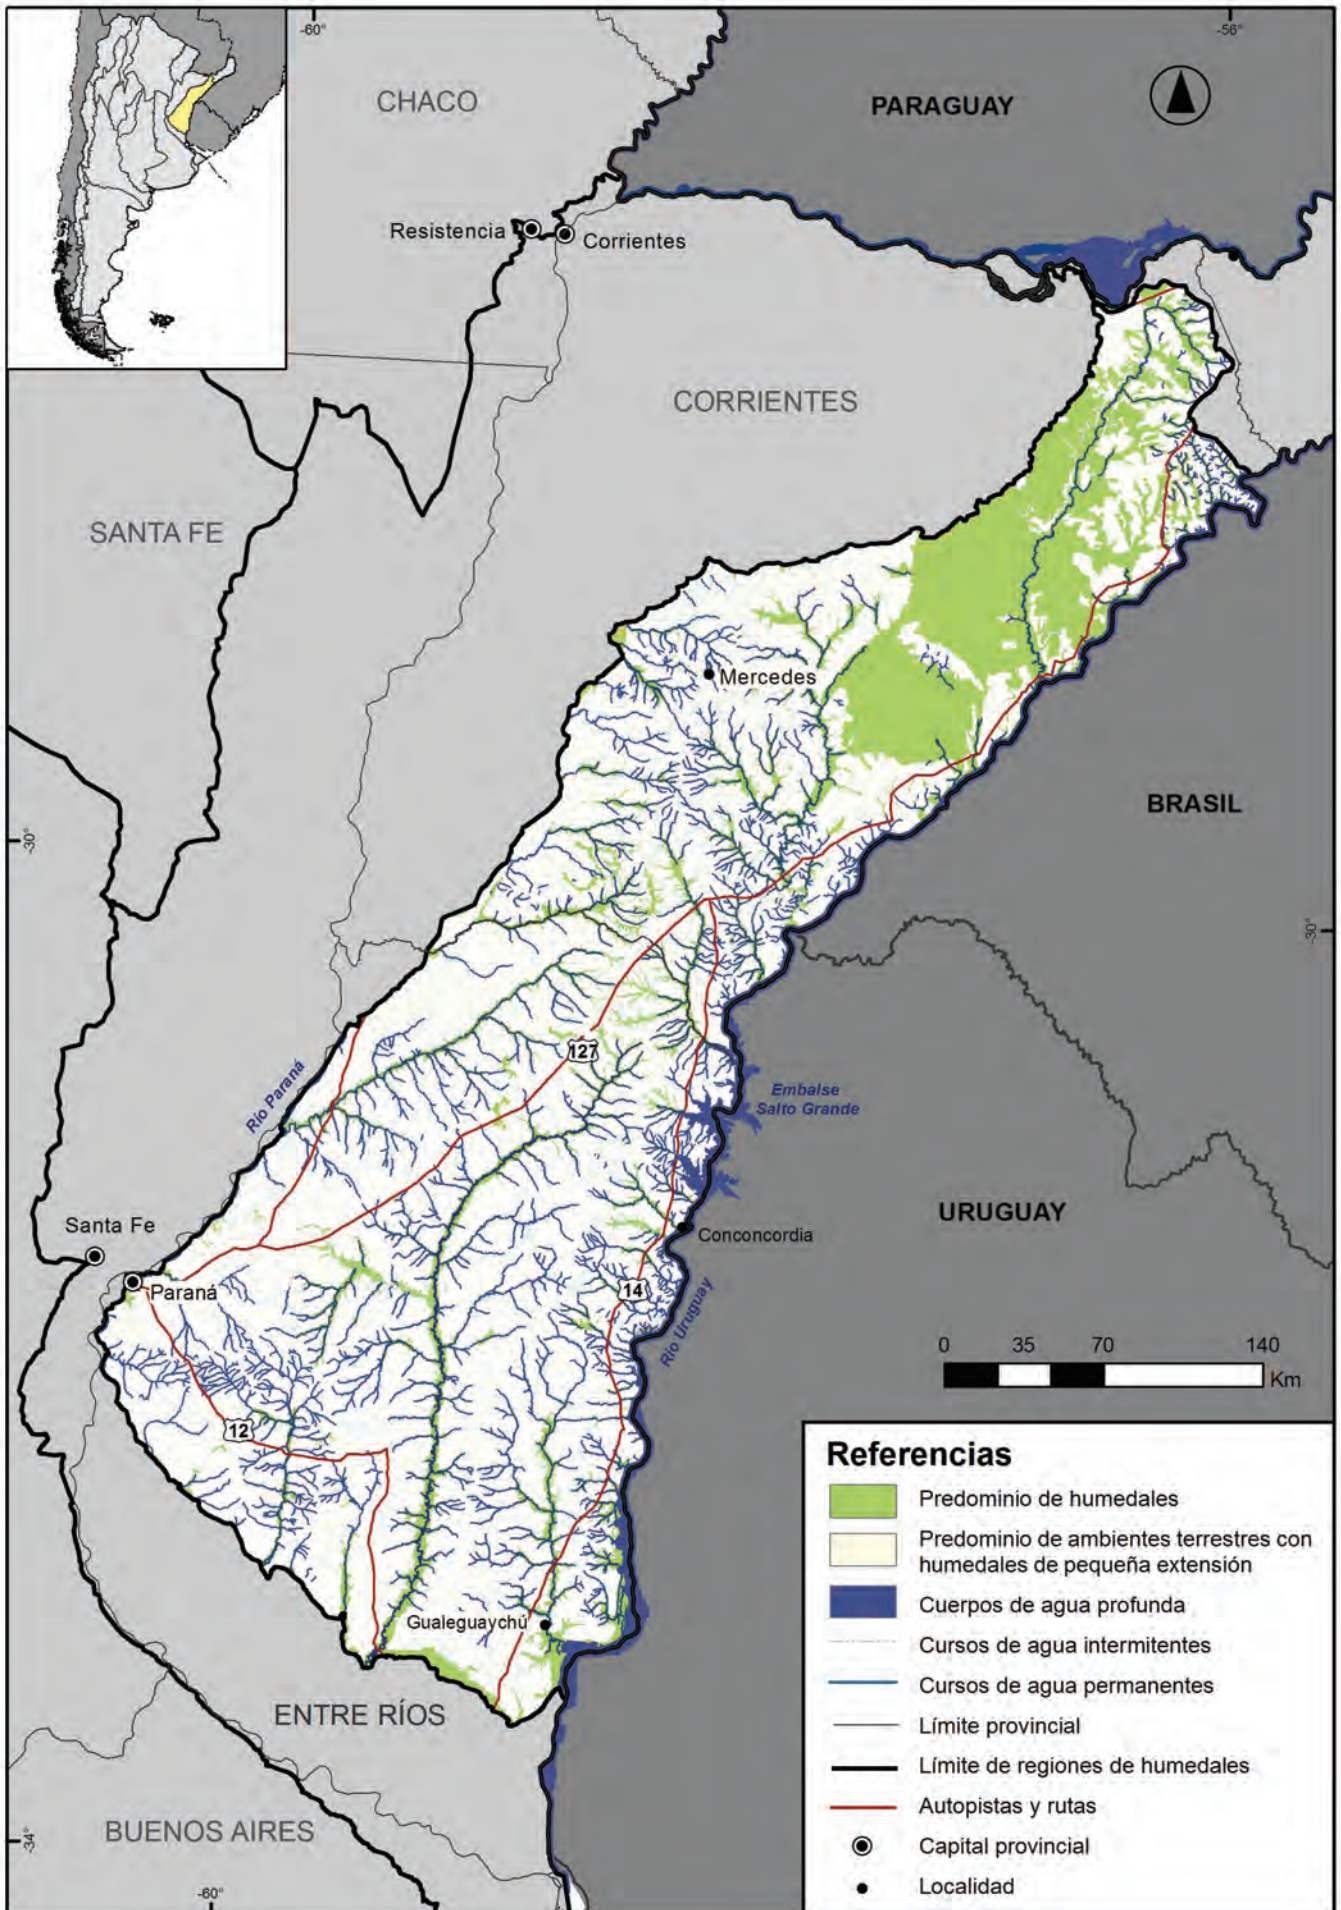 -60°
-56°
CHACO
PARAGUAY
Resistencia
Corrientes
CORRIENTES
SANTA FE
Mercedes
BRASIL
-30°
-30°
127
Río Paraná
Embalse
Salto Grande
Santa Fe
Paraná
Conconcordia
URUGUAY
14
Río Uruguay
0 35 70 140
Km
12
Gualeguaychú
ENTRE RÍOS
BUENOS AIRES
-34°
-60°
Referencias
Predominio de humedales
Predominio de ambientes terrestres con
humedales de pequeña extensión
Cuerpos de agua profunda
Cursos de agua intermitentes
Cursos de agua permanentes
Límite provincial
Límite de regiones de humedales
Autopistas y rutas
Capital provincial
Localidad